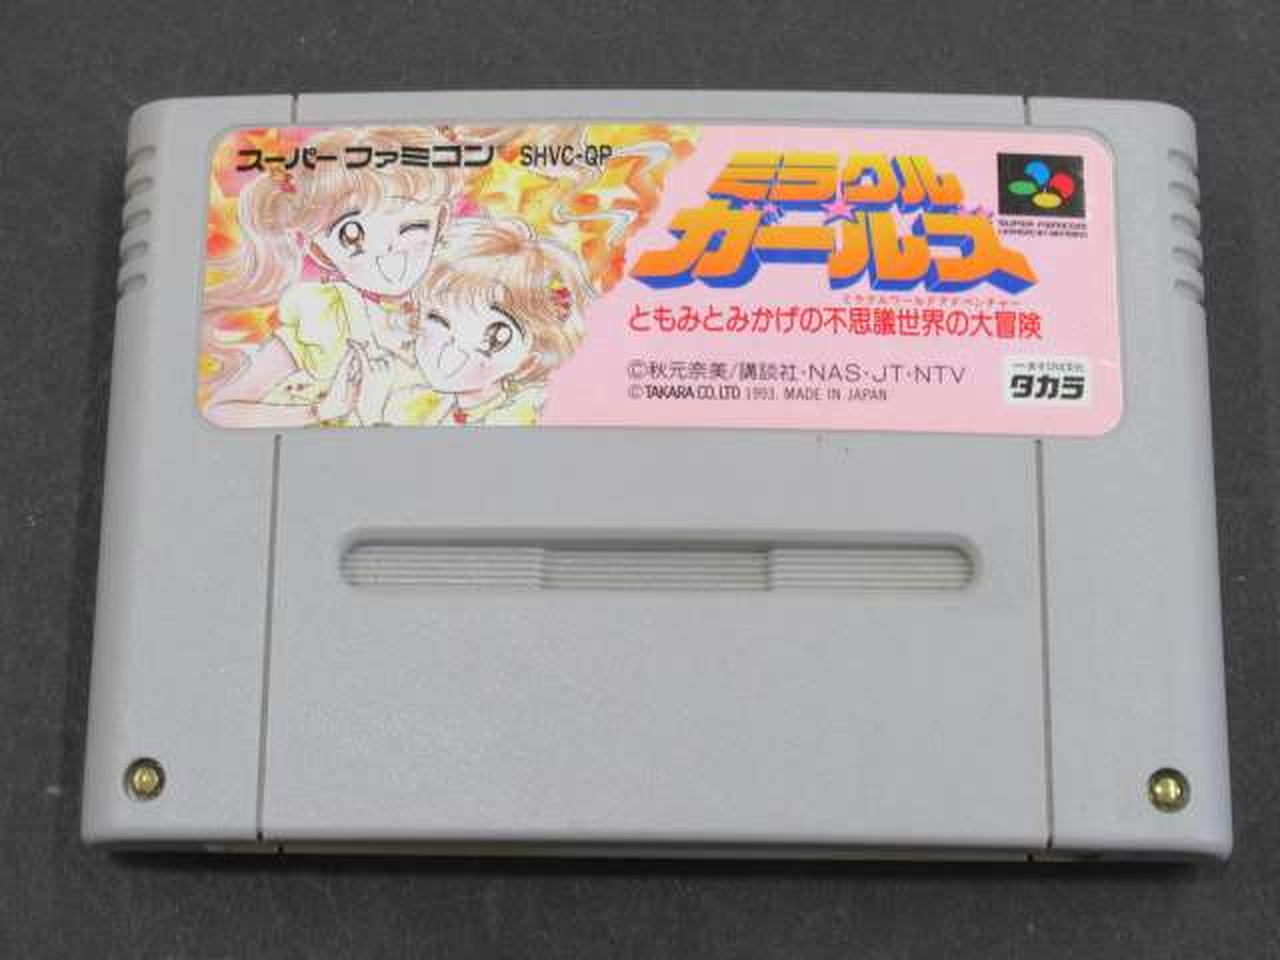 スーパーファミコン SHVC-QP
ミラクル
ガールズ
SUPER FAMICOM
ミラクルワールドアドベンチャー
ともみとみかげの不思議世界の大冒険
©秋元奈美/講談社・NAS・JT・NTV
©TAKARA CO.,LTD 1993. MADE IN JAPAN
タカラ